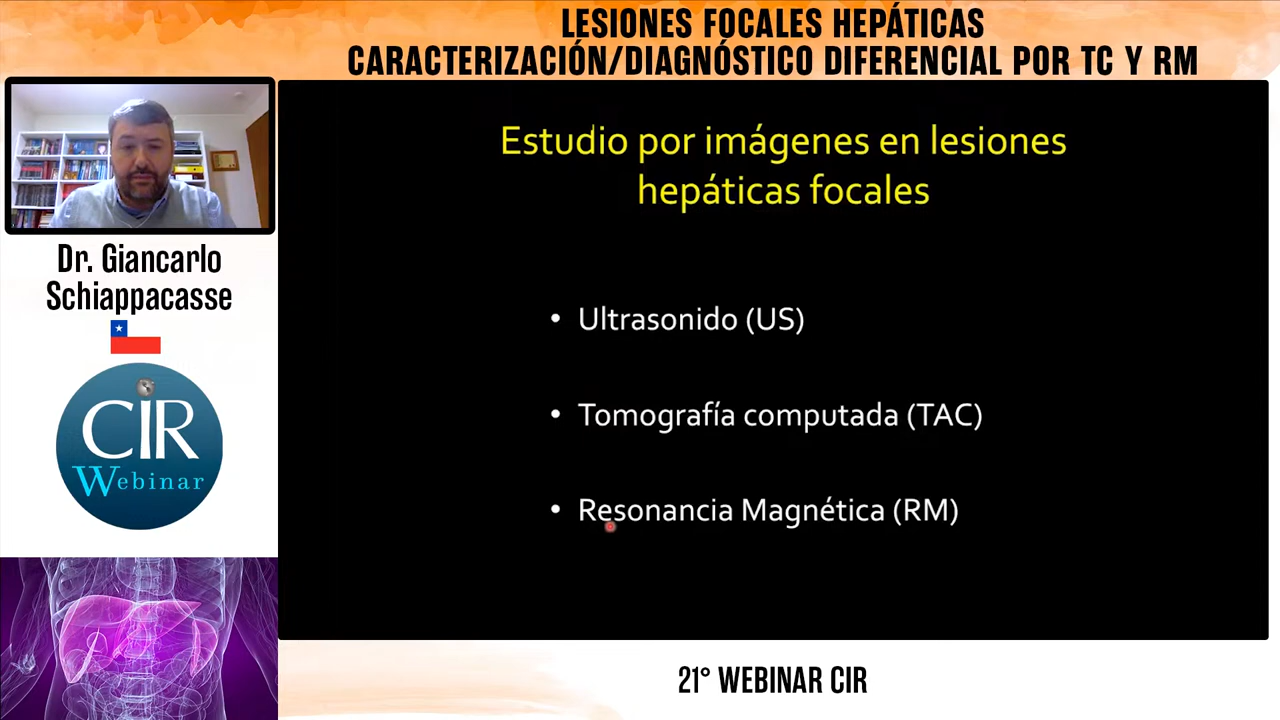 LESIONES FOCALES HEPÁTICAS
CARACTERIZACIÓN/DIAGNÓSTICO DIFERENCIAL POR TC Y RM
Dr. Giancarlo
Schiappacasse
CIR
Webinar
Estudio por imágenes en lesiones
hepáticas focales
• Ultrasonido (US)
• Tomografía computada (TAC)
• Resonancia Magnética (RM)
21° WEBINAR CIR